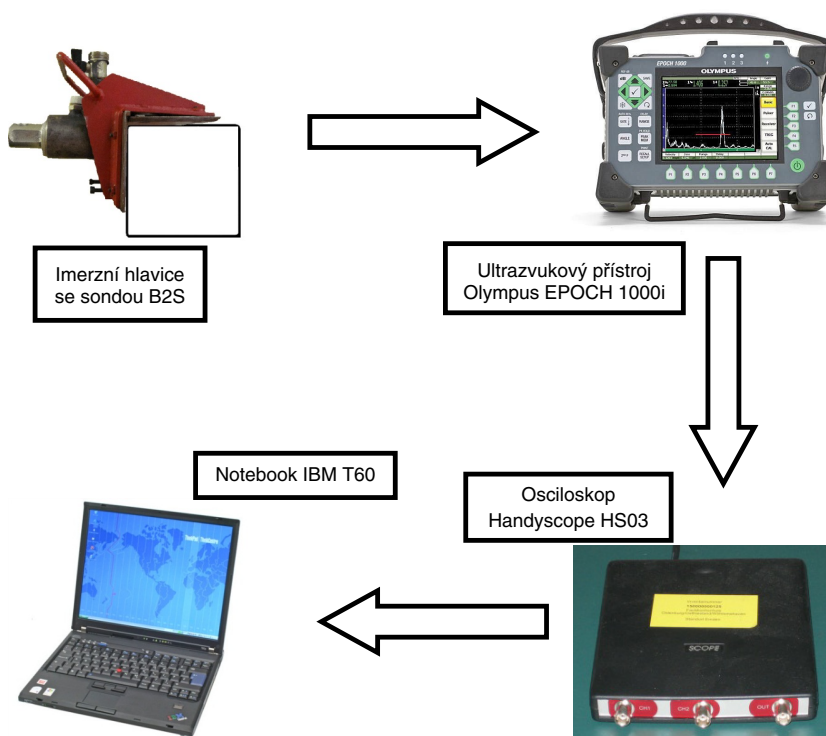 EPOCH 1000
OLYMPUS
Imerzní hlavice
se sondou B2S
Ultrazvukový přístroj
Olympus EPOCH 1000i
Notebook IBM T60
Osciloskop
Handyscope HS03
SCOPE
CH1
CH2
OUT